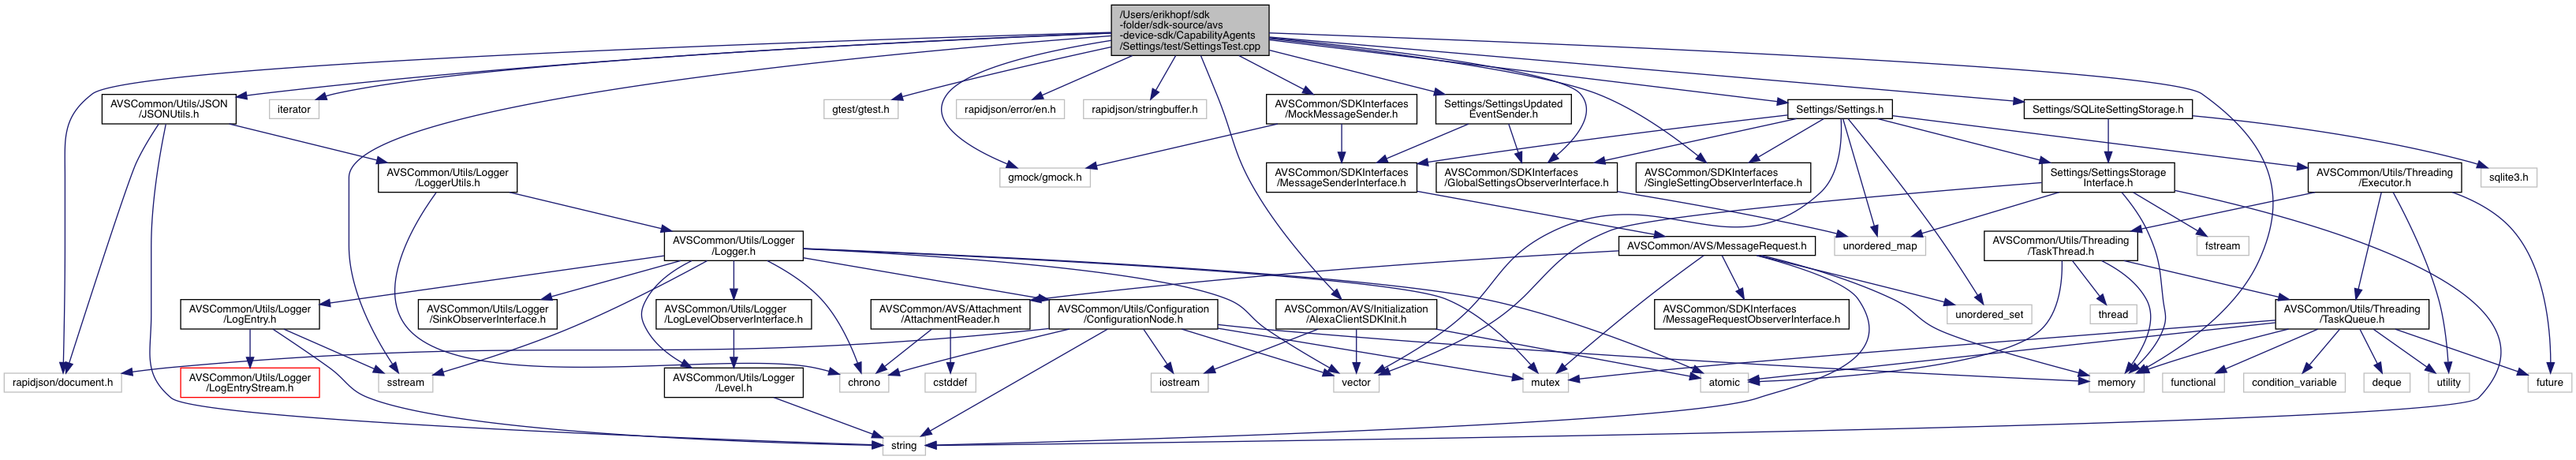 /Users/erikhopf/sdk
-folder/sdk-source/avs
-device-sdk/CapabilityAgents
/Settings/test/SettingsTest.cpp
AVSCommon/Utils/JSON
/JSONUtils.h
iterator
gtest/gtest.h
rapidjson/error/en.h
rapidjson/stringbuffer.h
AVSCommon/SDKInterfaces
/MockMessageSender.h
Settings/SettingsUpdated
EventSender.h
Settings/Settings.h
Settings/SQLiteSettingStorage.h
AVSCommon/Utils/Logger
/LoggerUtils.h
gmock/gmock.h
AVSCommon/SDKInterfaces
/MessageSenderInterface.h
AVSCommon/SDKInterfaces
/GlobalSettingsObserverInterface.h
AVSCommon/SDKInterfaces
/SingleSettingObserverInterface.h
Settings/SettingsStorage
Interface.h
AVSCommon/Utils/Threading
/Executor.h
sqlite3.h
AVSCommon/Utils/Logger
/Logger.h
AVSCommon/AVS/MessageRequest.h
unordered_map
AVSCommon/Utils/Threading
/TaskThread.h
fstream
AVSCommon/Utils/Logger
/LogEntry.h
AVSCommon/Utils/Logger
/SinkObserverInterface.h
AVSCommon/Utils/Logger
/LogLevelObserverInterface.h
AVSCommon/AVS/Attachment
/AttachmentReader.h
AVSCommon/Utils/Configuration
/ConfigurationNode.h
AVSCommon/AVS/Initialization
/AlexaClientSDKInit.h
AVSCommon/SDKInterfaces
/MessageRequestObserverInterface.h
unordered_set
thread
AVSCommon/Utils/Threading
/TaskQueue.h
rapidjson/document.h
AVSCommon/Utils/Logger
/LogEntryStream.h
sstream
AVSCommon/Utils/Logger
/Level.h
chrono
cstddef
iostream
vector
mutex
atomic
memory
functional
condition_variable
deque
utility
future
string